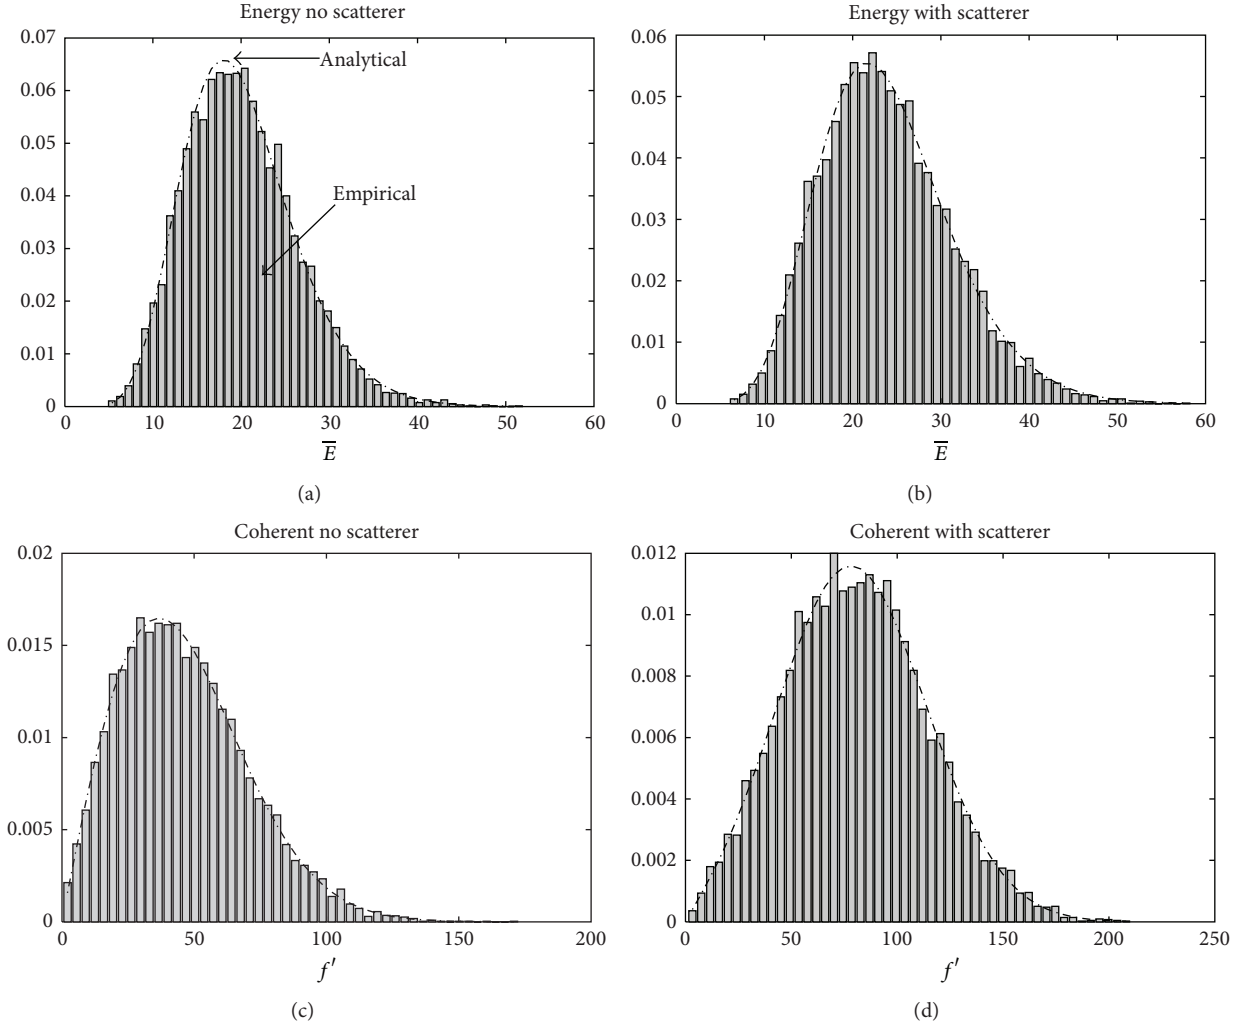 Energy no scatterer
0.07
0.06
0.05
0.04
0.03
0.02
0.01
0
Analytical
Empirical
0 10 20 30 40 50 60
E̅
(a)
Energy with scatterer
0.06
0.05
0.04
0.03
0.02
0.01
0
0 10 20 30 40 50 60
E̅
(b)
Coherent no scatterer
0.02
0.015
0.01
0.005
0
0 50 100 150 200
f′
(c)
Coherent with scatterer
0.012
0.01
0.008
0.006
0.004
0.002
0
0 50 100 150 200 250
f′
(d)